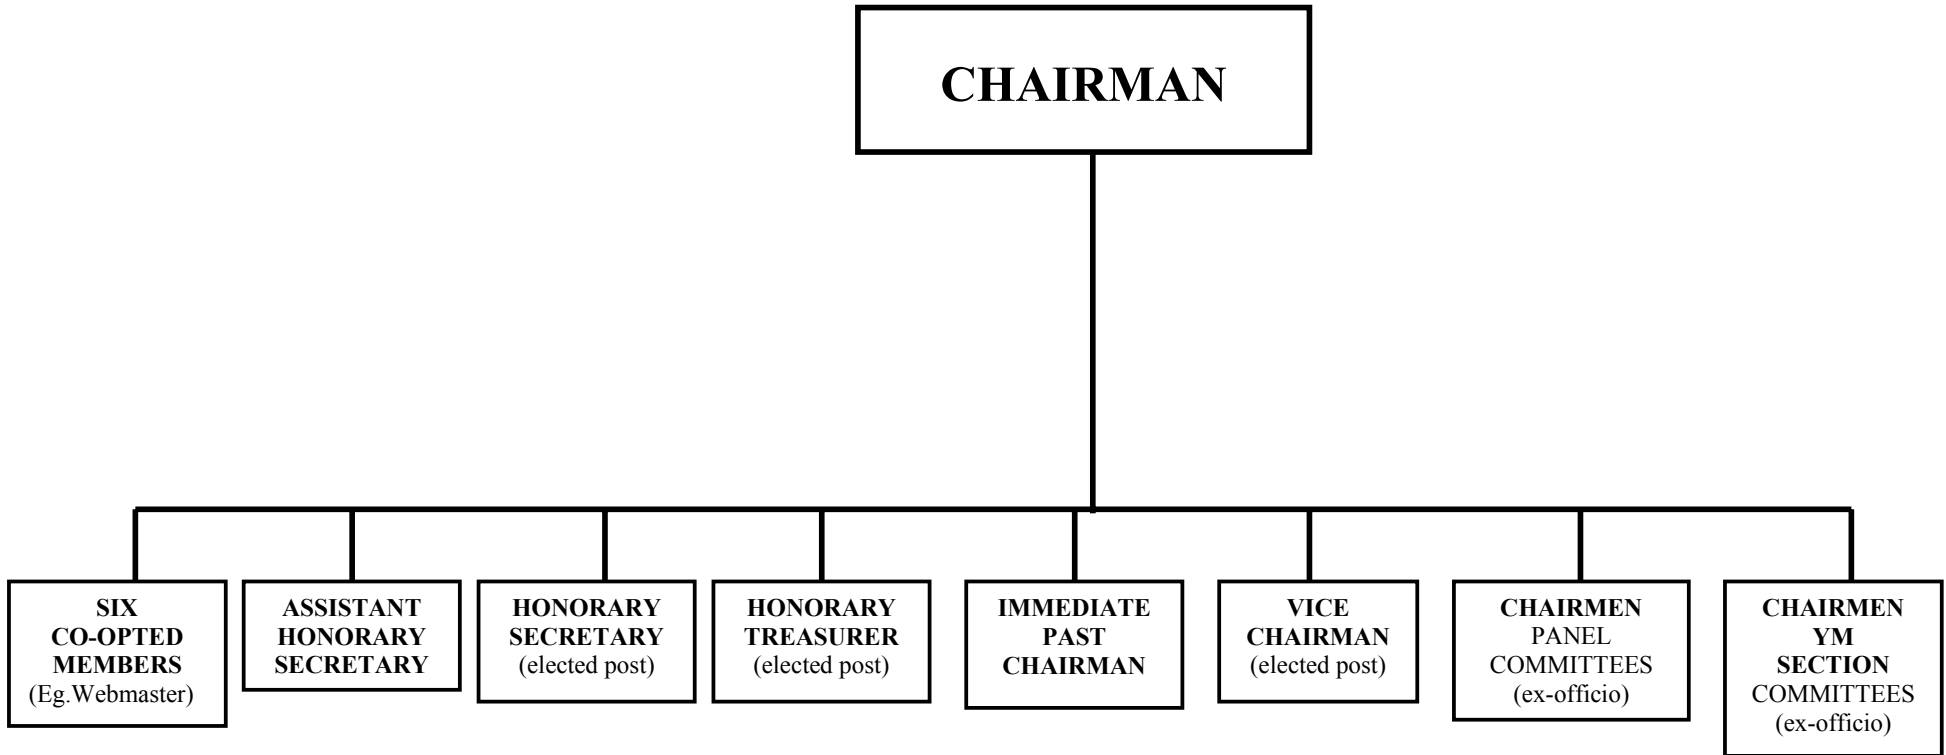 CHAIRMAN
SIX
CO-OPTED
MEMBERS
(Eg.Webmaster)
ASSISTANT
HONORARY
SECRETARY
HONORARY
SECRETARY
(elected post)
HONORARY
TREASURER
(elected post)
IMMEDIATE
PAST
CHAIRMAN
VICE
CHAIRMAN
(elected post)
CHAIRMEN
PANEL
COMMITTEES
(ex-officio)
CHAIRMEN
YM
SECTION
COMMITTEES
(ex-officio)